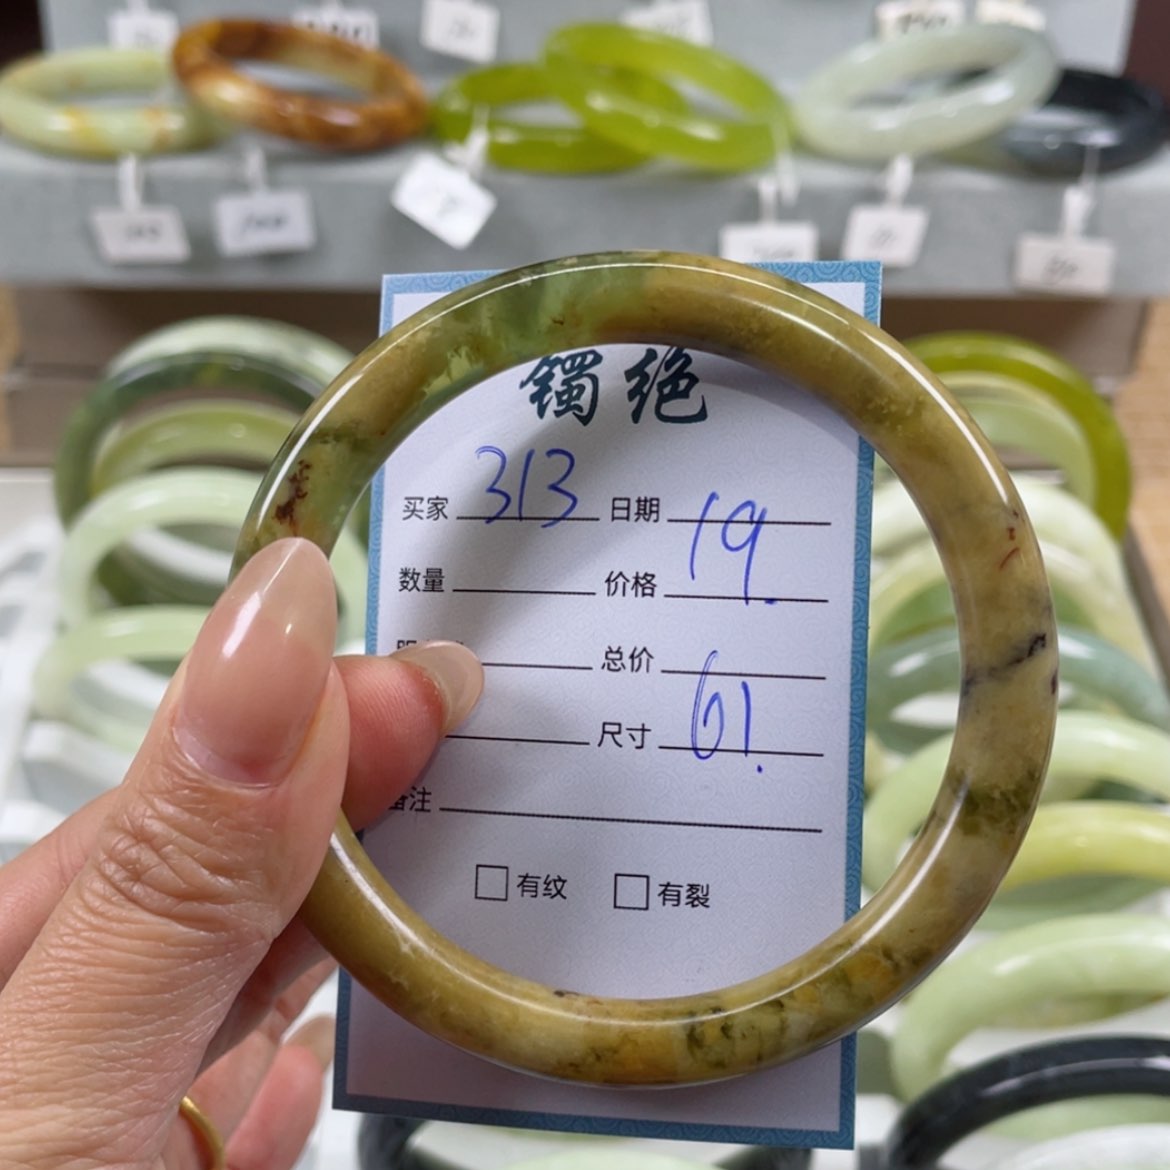 镯绝
买家 313 日期
数量 价格 19.
总价
尺寸 61.
备注
有纹 有裂